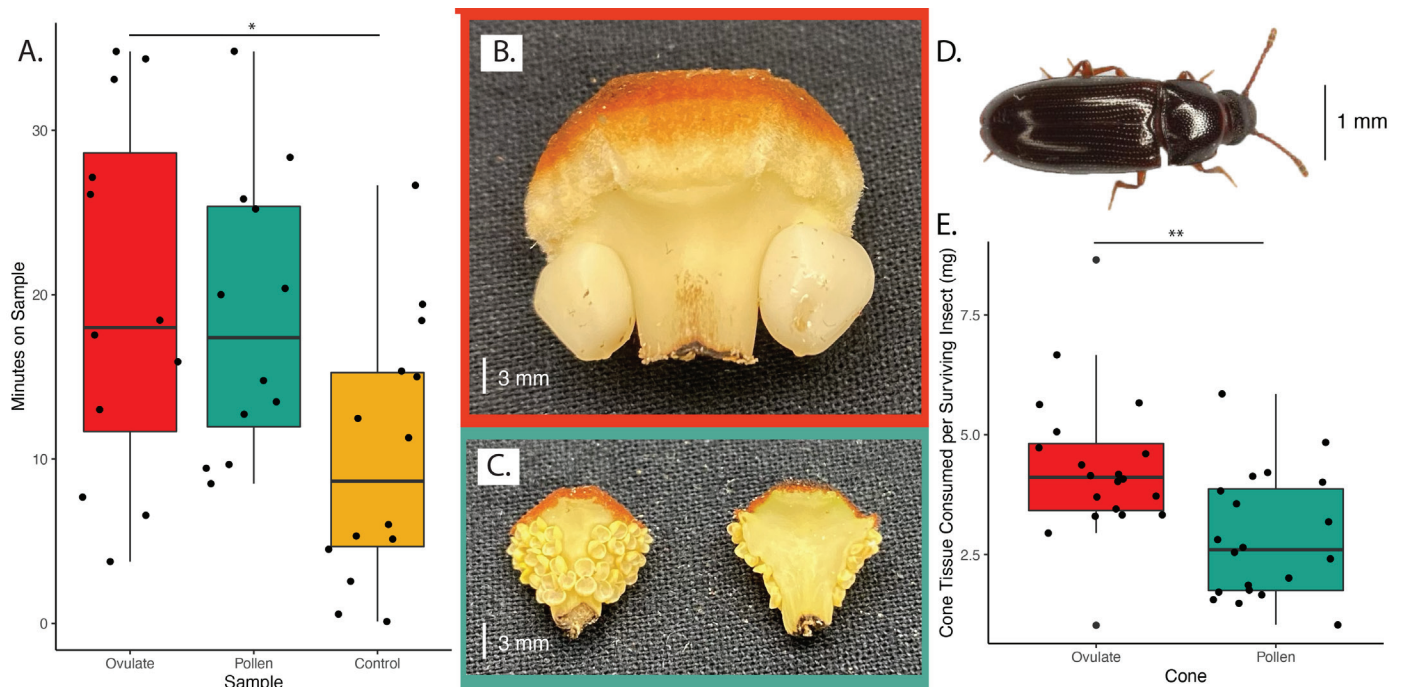 A.
*
Minutes on Sample
30
20
10
0
Ovulate
Pollen
Control
Sample
B.
3 mm
C.
3 mm
D.
1 mm
E.
**
Cone Tissue Consumed per Surviving Insect (mg)
7.5
5.0
2.5
Ovulate
Pollen
Cone